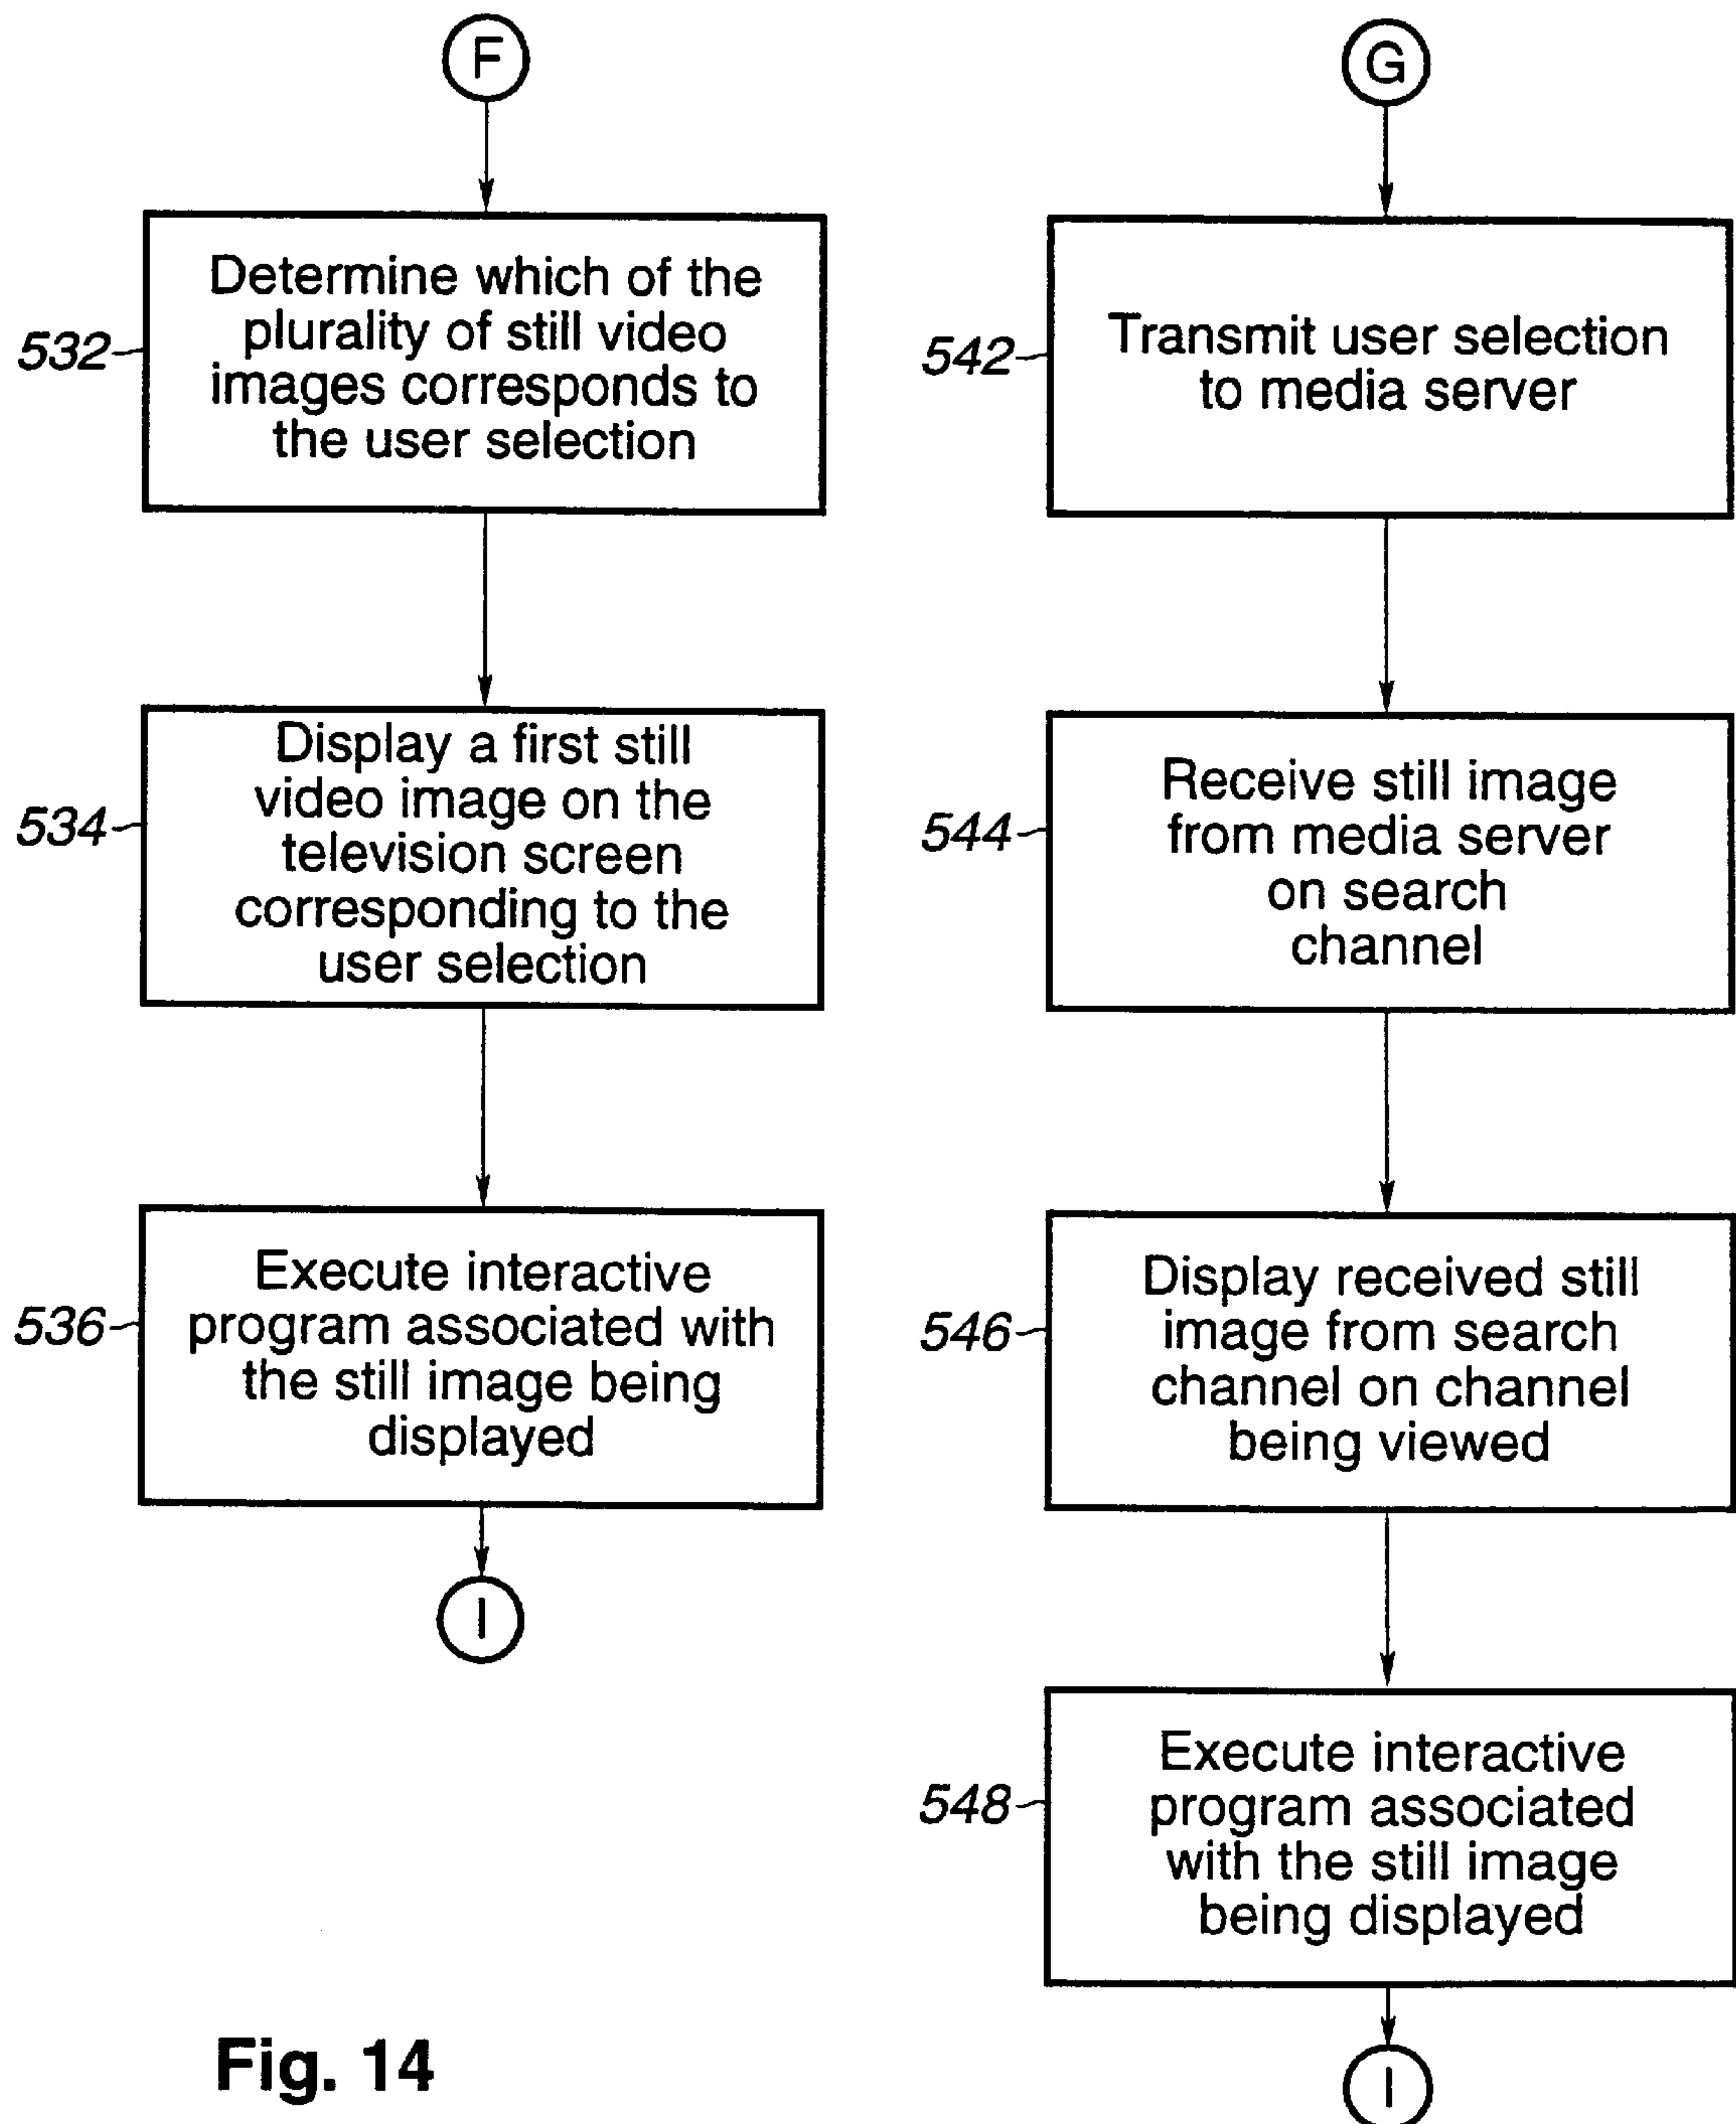 F
532
Determine which of the
plurality of still video
images corresponds to
the user selection
534
Display a first still
video image on the
television screen
corresponding to the
user selection
536
Execute interactive
program associated with
the still image being
displayed
I
G
542
Transmit user selection
to media server
544
Receive still image
from media server
on search
channel
546
Display received still
image from search
channel on channel
being viewed
548
Execute interactive
program associated
with the still image
being displayed
I
Fig. 14